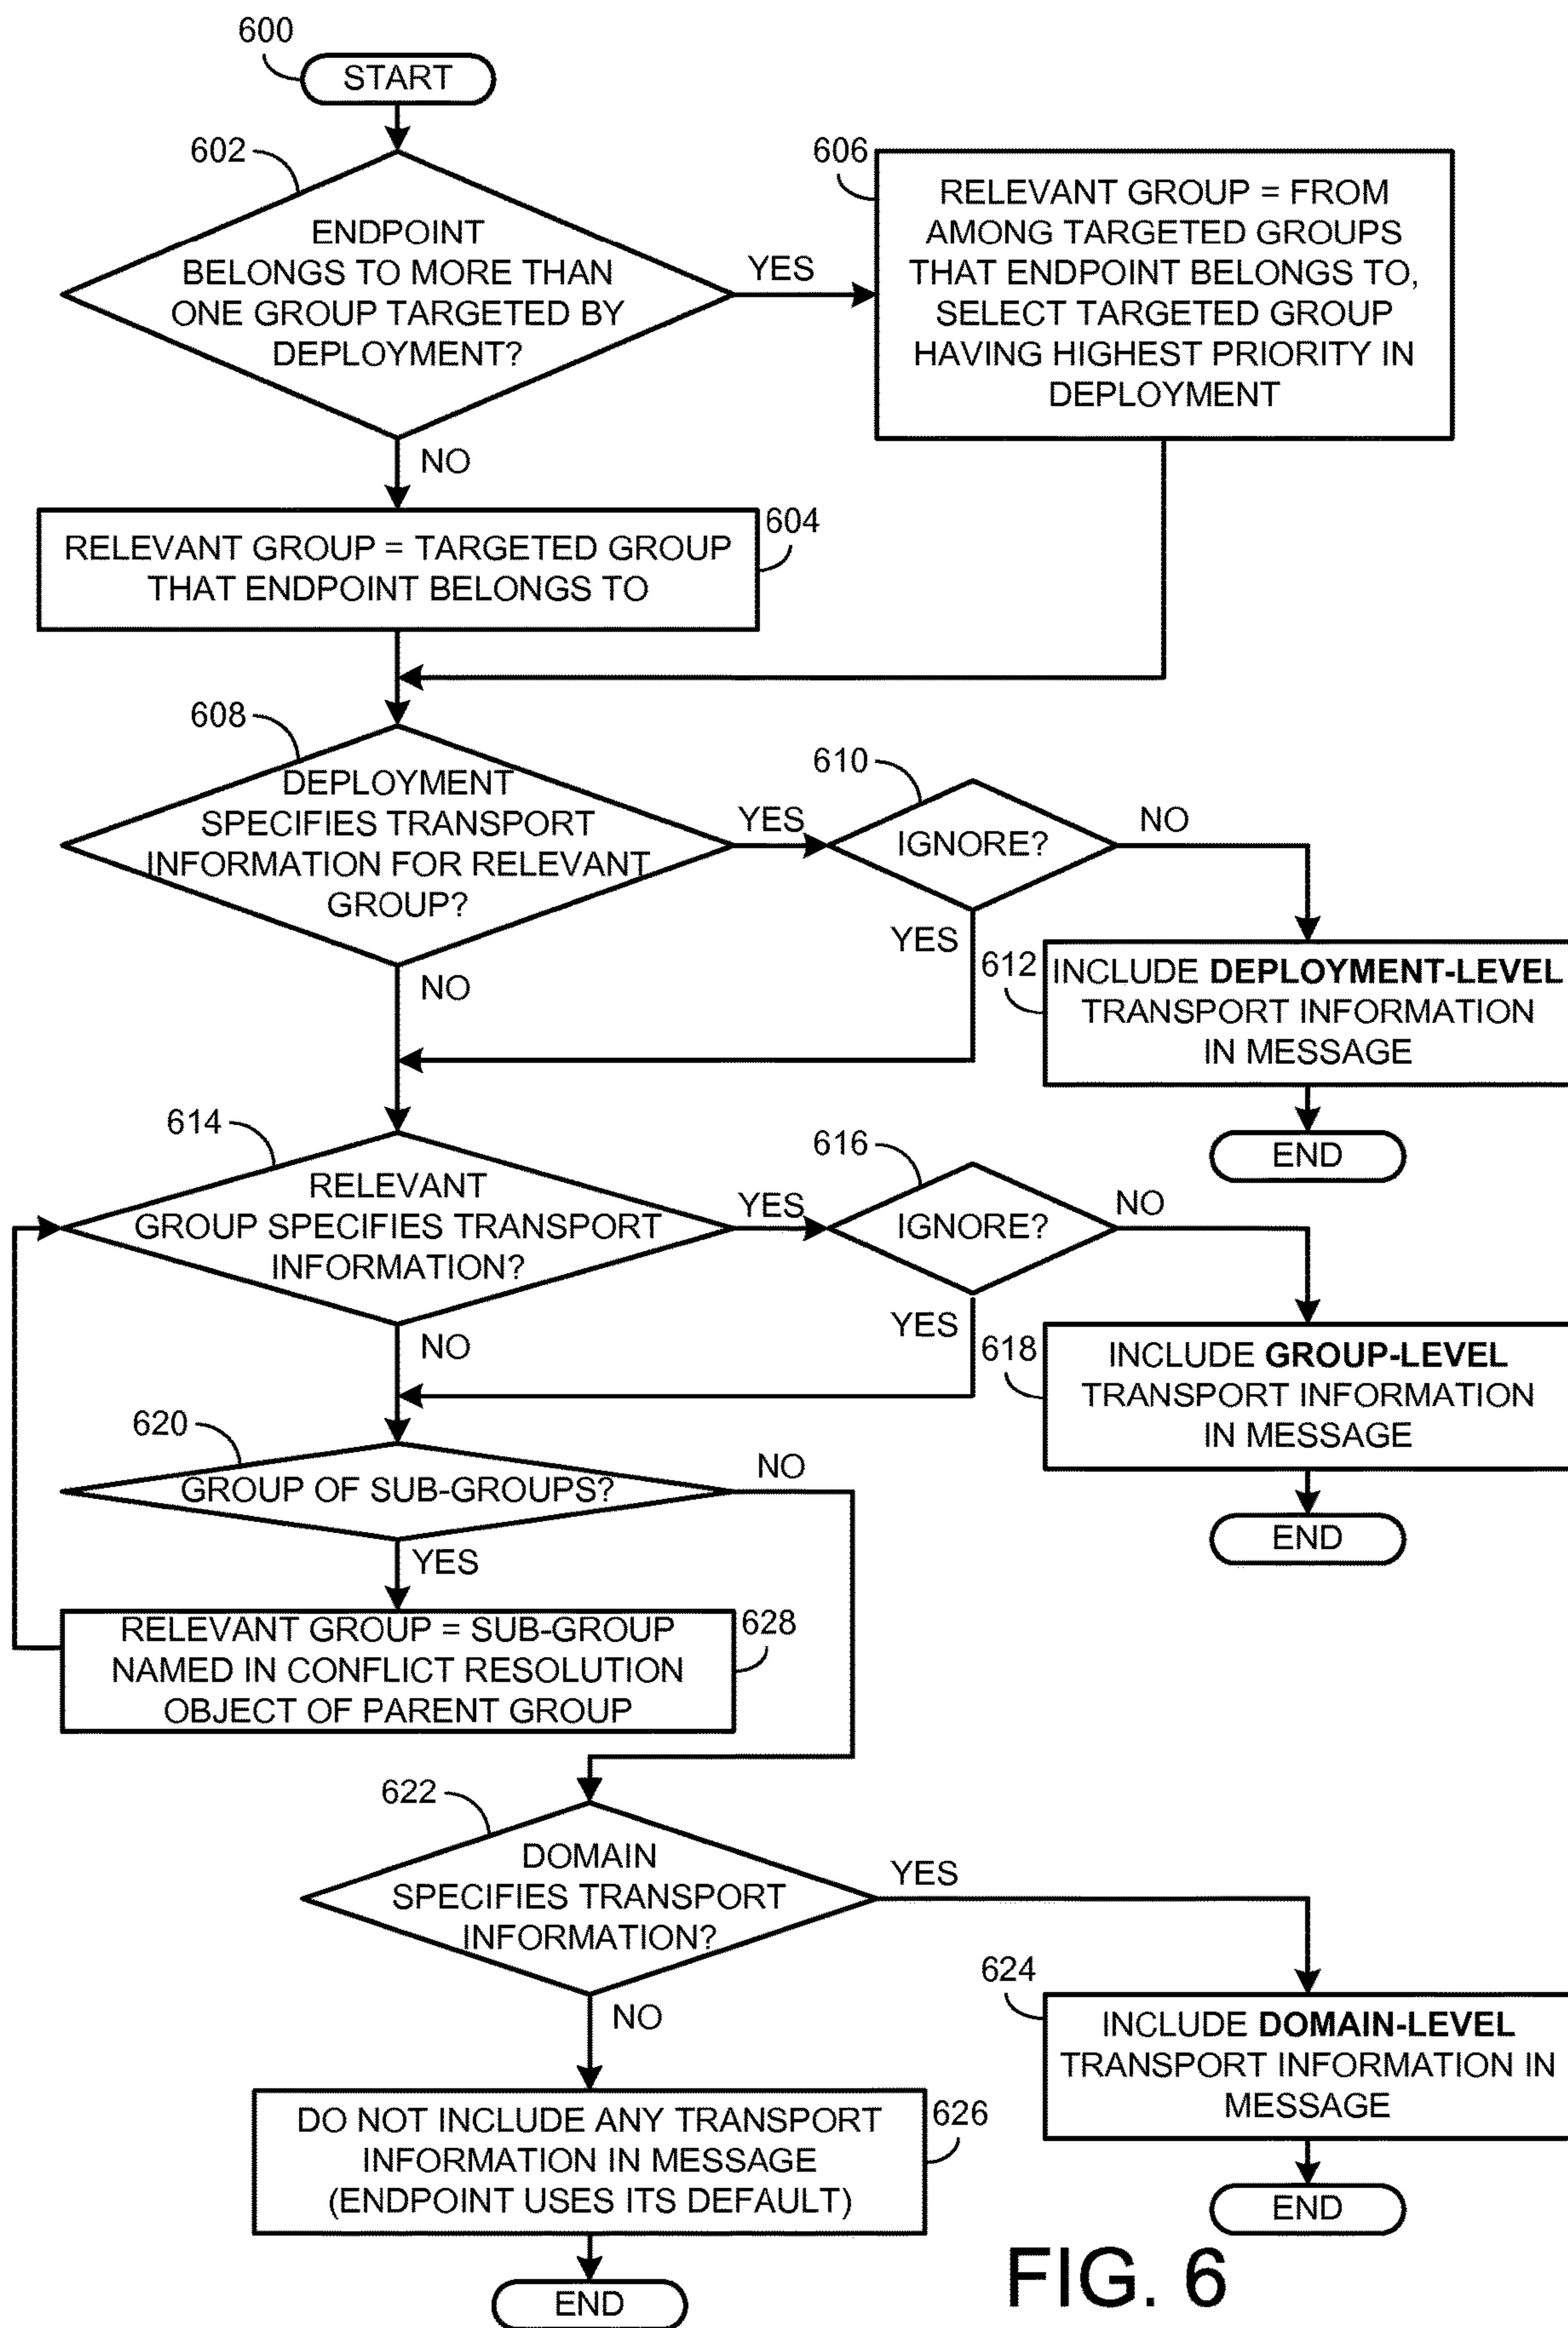 600
START
602
ENDPOINT
BELONGS TO MORE THAN
ONE GROUP TARGETED BY
DEPLOYMENT?
YES
606
RELEVANT GROUP = FROM
AMONG TARGETED GROUPS
THAT ENDPOINT BELONGS TO,
SELECT TARGETED GROUP
HAVING HIGHEST PRIORITY IN
DEPLOYMENT
NO
604
RELEVANT GROUP = TARGETED GROUP
THAT ENDPOINT BELONGS TO
608
DEPLOYMENT
SPECIFIES TRANSPORT
INFORMATION FOR RELEVANT
GROUP?
YES
610
IGNORE?
NO
YES
NO
612
INCLUDE DEPLOYMENT-LEVEL
TRANSPORT INFORMATION
IN MESSAGE
END
614
RELEVANT
GROUP SPECIFIES TRANSPORT
INFORMATION?
YES
616
IGNORE?
NO
YES
NO
618
INCLUDE GROUP-LEVEL
TRANSPORT INFORMATION
IN MESSAGE
END
620
GROUP OF SUB-GROUPS?
NO
YES
RELEVANT GROUP = SUB-GROUP
NAMED IN CONFLICT RESOLUTION
OBJECT OF PARENT GROUP
628
622
DOMAIN
SPECIFIES TRANSPORT
INFORMATION?
YES
NO
624
INCLUDE DOMAIN-LEVEL
TRANSPORT INFORMATION IN
MESSAGE
END
DO NOT INCLUDE ANY TRANSPORT
INFORMATION IN MESSAGE
(ENDPOINT USES ITS DEFAULT)
626
END
FIG. 6